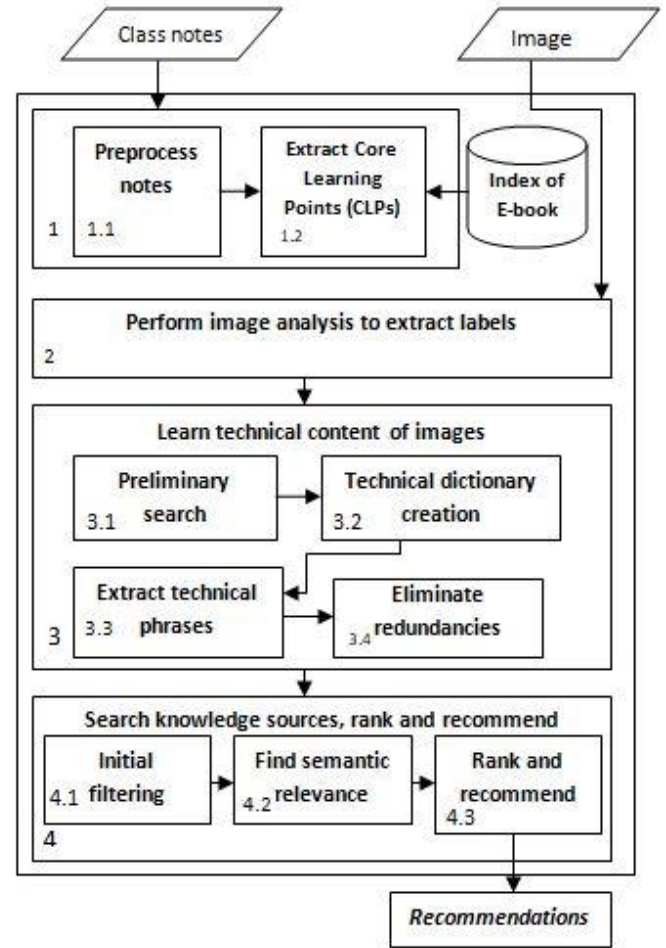 Class notes
Image
Preprocess
notes
1.1
Extract Core
Learning
Points (CLPs)
1.2
1
Index of
E-book
Perform image analysis to extract labels
2
Learn technical content of images
Preliminary
search
3.1
Technical dictionary
creation
3.2
Extract technical
phrases
3.3
Eliminate
redundancies
3.4
3
Search knowledge sources, rank and recommend
Initial
filtering
4.1
Find semantic
relevance
4.2
Rank and
recommend
4.3
4
Recommendations